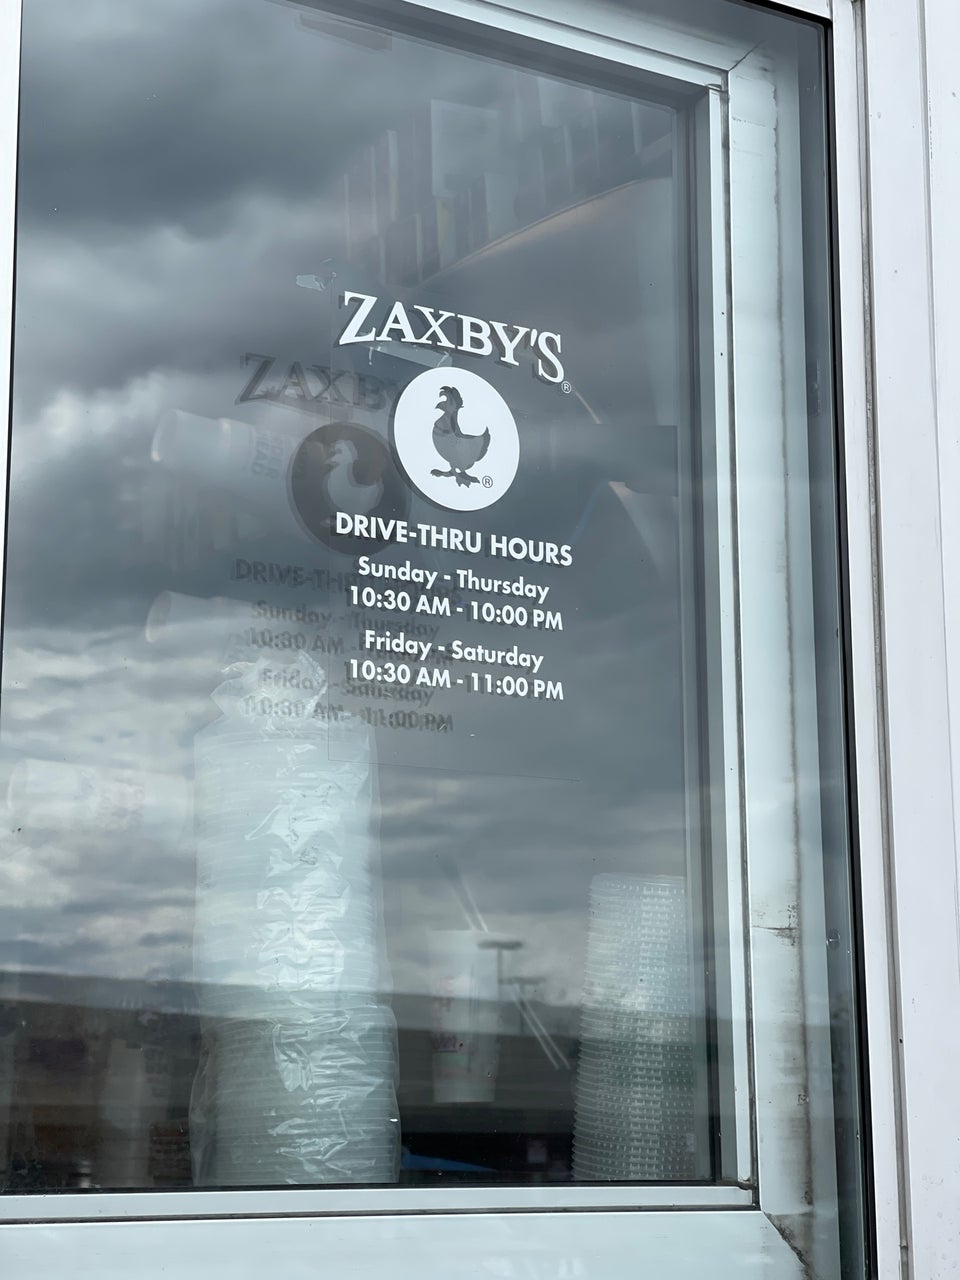 ZAXBY'S®
®
DRIVE-THRU HOURS
Sunday - Thursday
10:30 AM - 10:00 PM
Friday - Saturday
10:30 AM - 11:00 PM